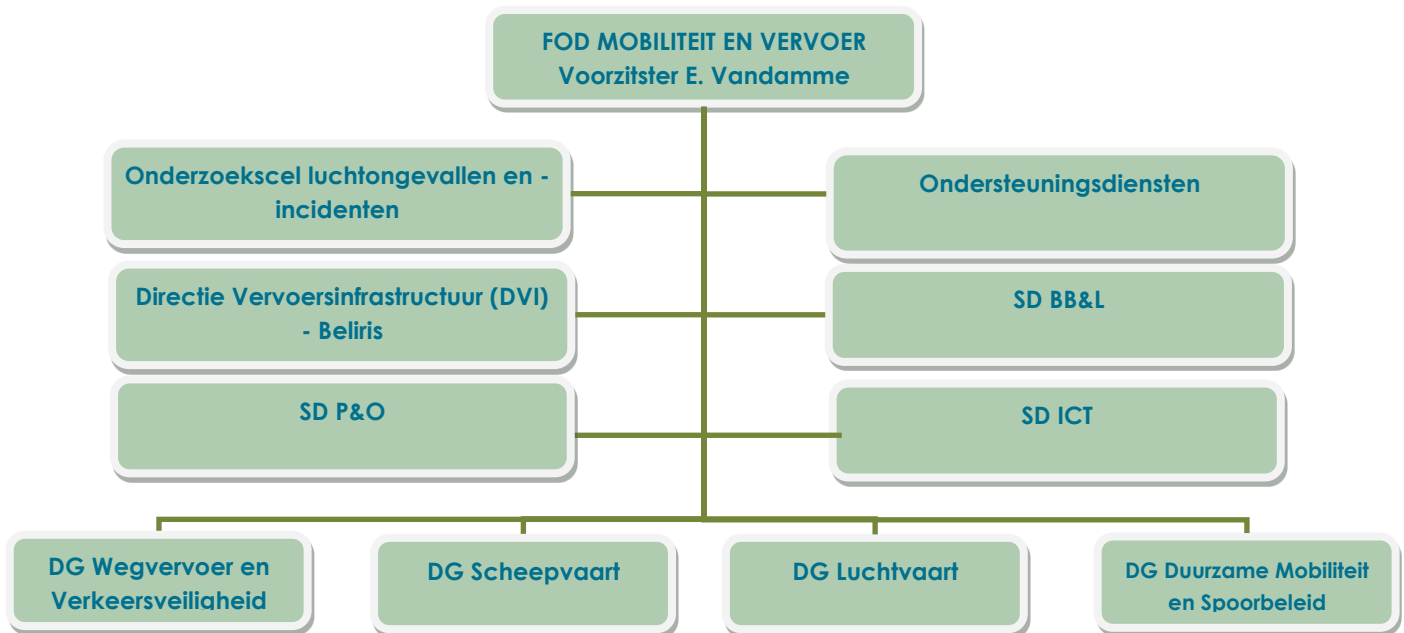 FOD MOBILITEIT EN VERVOER
Voorzitster E. Vandamme
Onderzoekscel luchtongevallen en -
incidenten
Ondersteuningsdiensten
Directie Vervoersinfrastructuur (DVI)
- Beliris
SD BB&L
SD P&O
SD ICT
DG Wegvervoer en
Verkeersveiligheid
DG Scheepvaart
DG Luchtvaart
DG Duurzame Mobiliteit
en Spoorbeleid